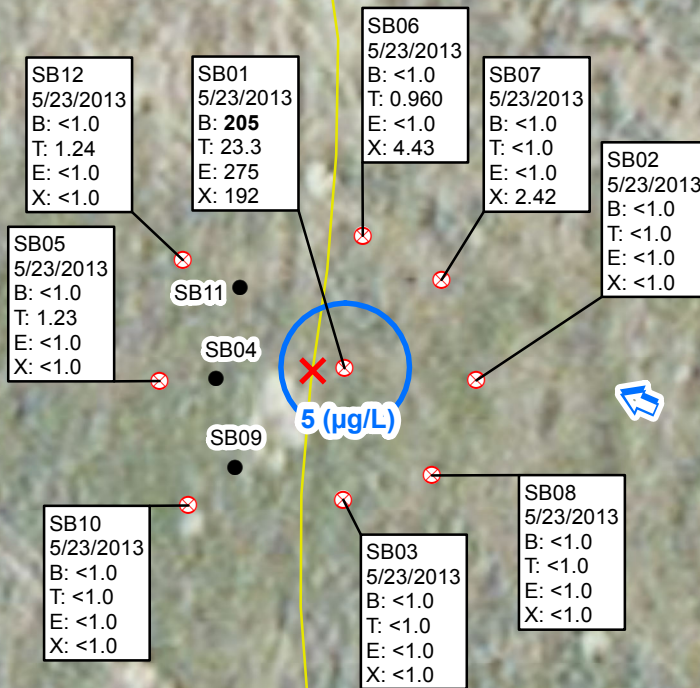 SB06
5/23/2013
B: <1.0
T: 0.960
E: <1.0
X: 4.43
SB12
5/23/2013
B: <1.0
T: 1.24
E: <1.0
X: <1.0
SB01
5/23/2013
B: 205
T: 23.3
E: 275
X: 192
SB07
5/23/2013
B: <1.0
T: <1.0
E: <1.0
X: 2.42
SB02
5/23/2013
B: <1.0
T: <1.0
E: <1.0
X: <1.0
SB05
5/23/2013
B: <1.0
T: 1.23
E: <1.0
X: <1.0
SB11
SB04
5 (µg/L)
SB09
SB10
5/23/2013
B: <1.0
T: <1.0
E: <1.0
X: <1.0
SB03
5/23/2013
B: <1.0
T: <1.0
E: <1.0
X: <1.0
SB08
5/23/2013
B: <1.0
T: <1.0
E: <1.0
X: <1.0